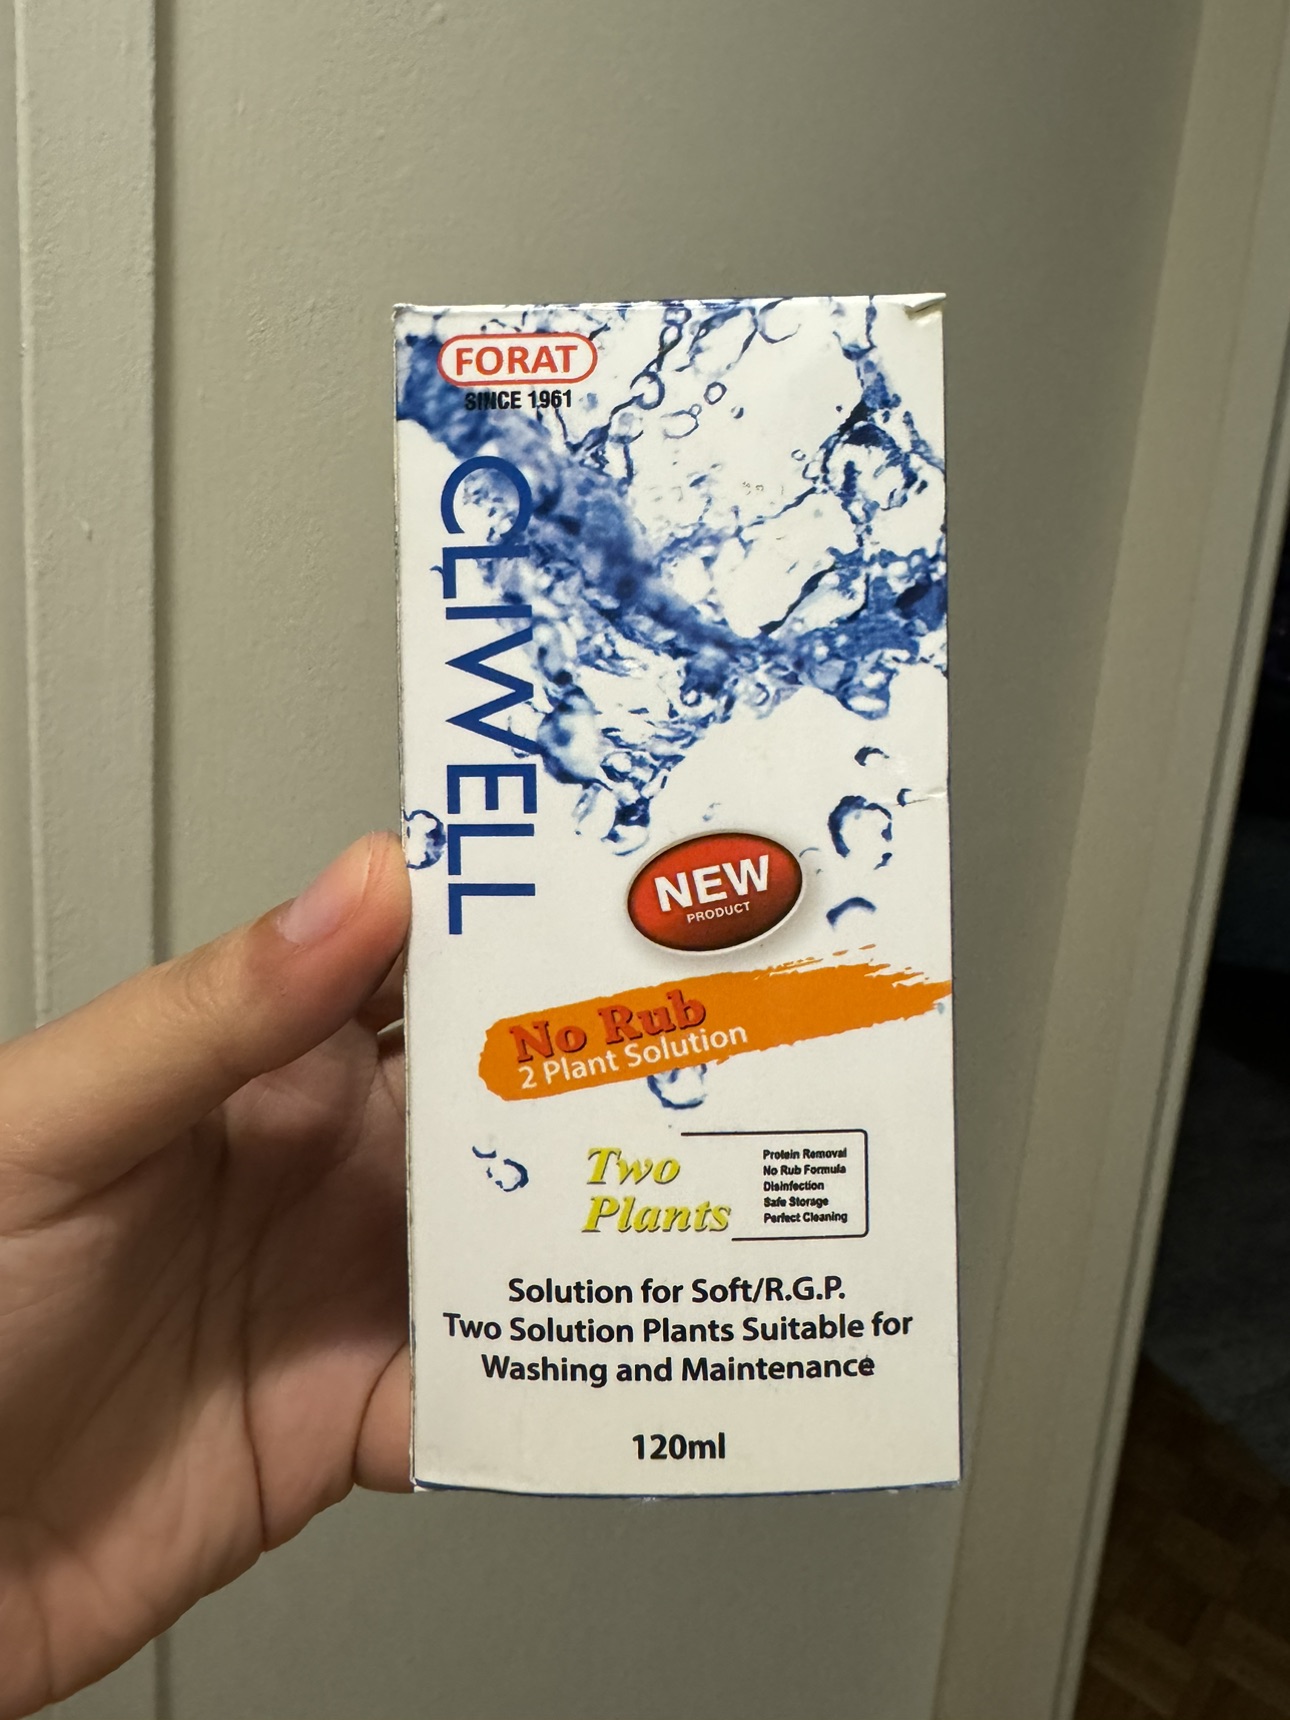 FORAT
SINCE 1961
CLIWELL
NEW
PRODUCT
No Rub
2 Plant Solution
Two
Plants
Protein Removal
No Rub Formula
Disinfection
Safe Storage
Perfect Cleaning
Solution for Soft/R.G.P.
Two Solution Plants Suitable for
Washing and Maintenance
120ml